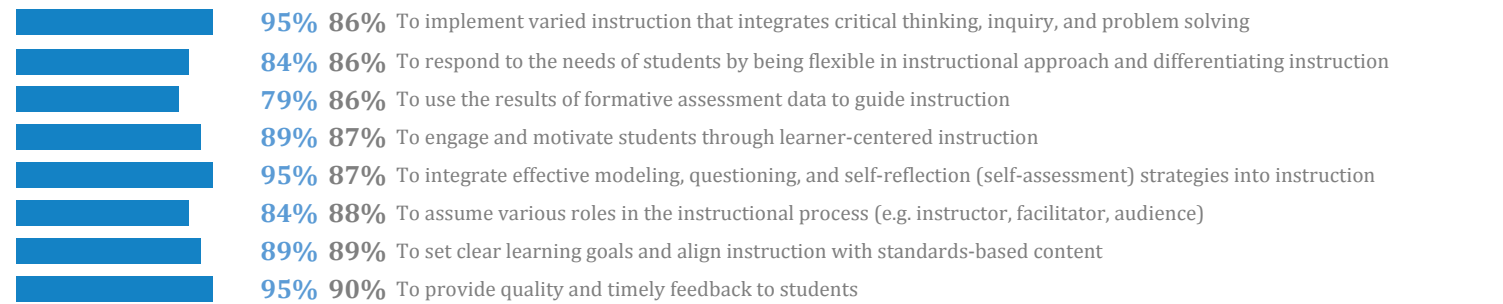 95% 86% To implement varied instruction that integrates critical thinking, inquiry, and problem solving
84% 86% To respond to the needs of students by being flexible in instructional approach and differentiating instruction
79% 86% To use the results of formative assessment data to guide instruction
89% 87% To engage and motivate students through learner-centered instruction
95% 87% To integrate effective modeling, questioning, and self-reflection (self-assessment) strategies into instruction
84% 88% To assume various roles in the instructional process (e.g. instructor, facilitator, audience)
89% 89% To set clear learning goals and align instruction with standards-based content
95% 90% To provide quality and timely feedback to students